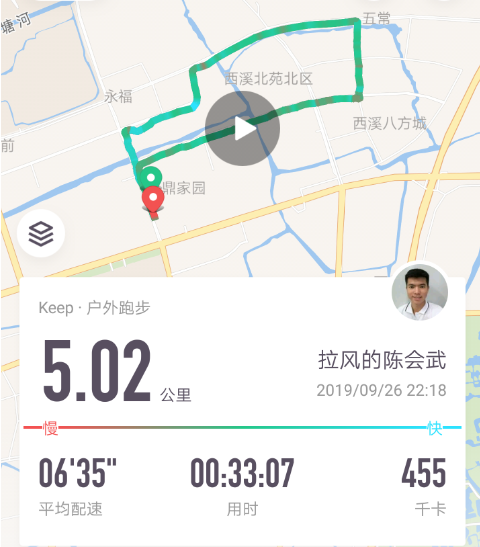 塘河
五常
西溪北苑北区
永福
西溪八方城
前
鼎家园
Keep · 户外跑步
5.02 公里
拉风的陈会武
2019/09/26 22:18
慢 快
06'35" 00:33:07 455
平均配速 用时 千卡